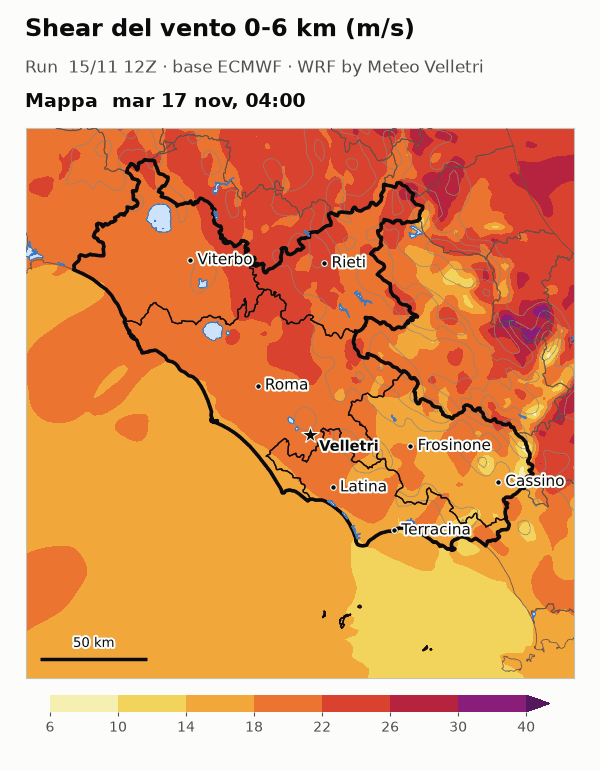 Shear del vento 0-6 km (m/s)
Run 15/11 12Z · base ECMWF · WRF by Meteo Velletri
Mappa mar 17 nov, 04:00
Viterbo
Rieti
Roma
Velletri
Frosinone
Latina
Cassino
Terracina
50 km
6 10 14 18 22 26 30 40